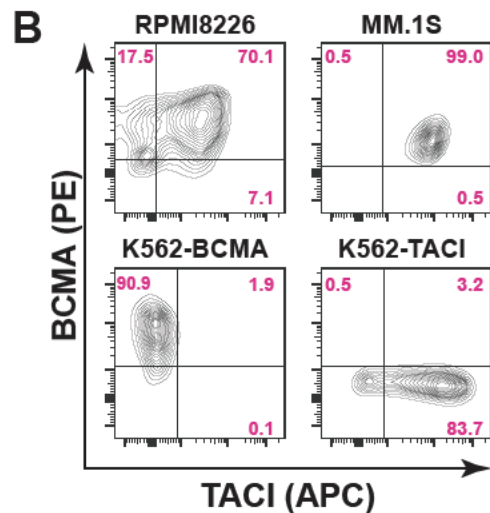 B
RPMI8226
MM.1S
17.5
70.1
0.5
99.0
7.1
0.5
K562-BCMA
K562-TACI
90.9
1.9
0.5
3.2
0.1
83.7
BCMA (PE)
TACI (APC)